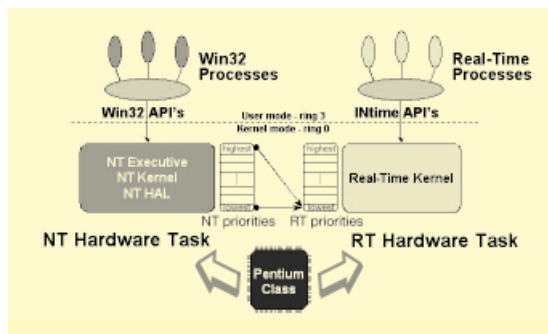 Win32
Processes
Real-Time
Processes
Win32 API's
User mode - ring 3
INtime API's
Kernel mode - ring 0
NT Executive
NT Kernel
NT HAL
highest
highest
Real-Time Kernel
lowest
lowest
NT priorities
RT priorities
NT Hardware Task
RT Hardware Task
Pentium
Class